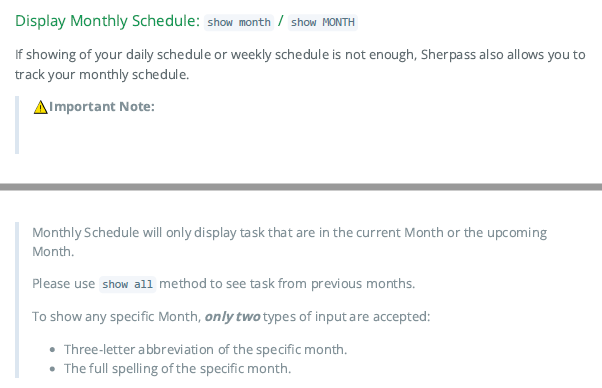 Display Monthly Schedule: show month / show MONTH
If showing of your daily schedule or weekly schedule is not enough, Sherpass also allows you to
track your monthly schedule.
⚠Important Note:
Monthly Schedule will only display task that are in the current Month or the upcoming
Month.
Please use show all method to see task from previous months.
To show any specific Month, only two types of input are accepted:
• Three-letter abbreviation of the specific month.
• The full spelling of the specific month.